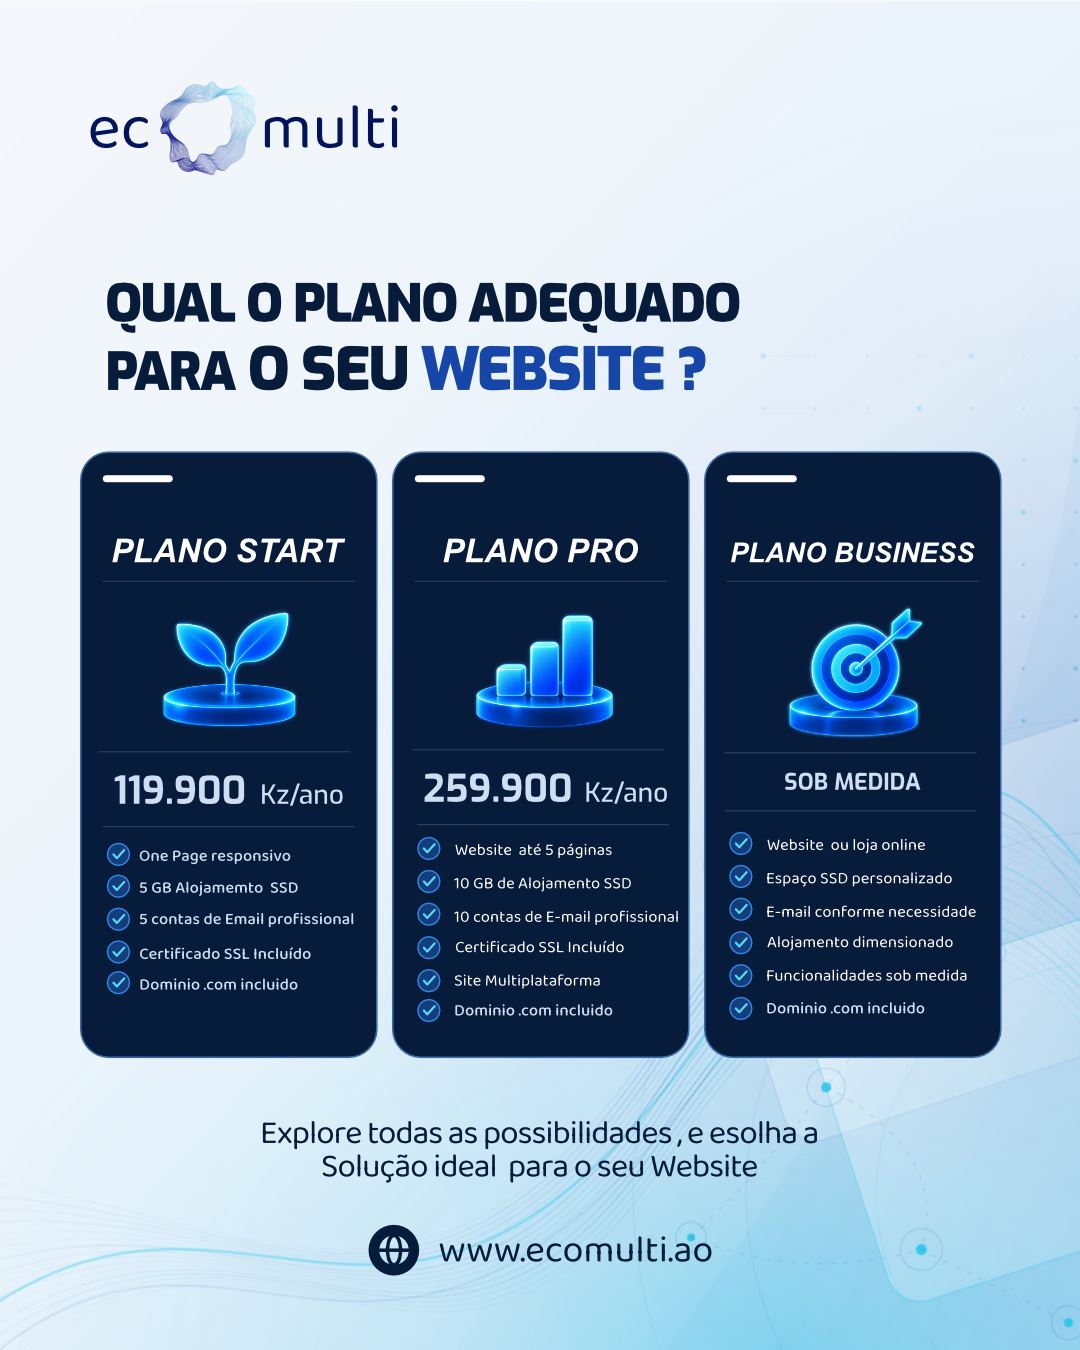 ecomulti
QUAL O PLANO ADEQUADO
PARA O SEU WEBSITE ?
PLANO START
119.900 Kz/ano
One Page responsivo
5 GB Alojamemto SSD
5 contas de Email profissional
Certificado SSL Incluído
Dominio .com incluido
PLANO PRO
259.900 Kz/ano
Website até 5 páginas
10 GB de Alojamento SSD
10 contas de E-mail profissional
Certificado SSL Incluído
Site Multiplataforma
Dominio .com incluido
PLANO BUSINESS
SOB MEDIDA
Website ou loja online
Espaço SSD personalizado
E-mail conforme necessidade
Alojamento dimensionado
Funcionalidades sob medida
Dominio .com incluido
Explore todas as possibilidades , e esolha a
Solução ideal para o seu Website
www.ecomulti.ao